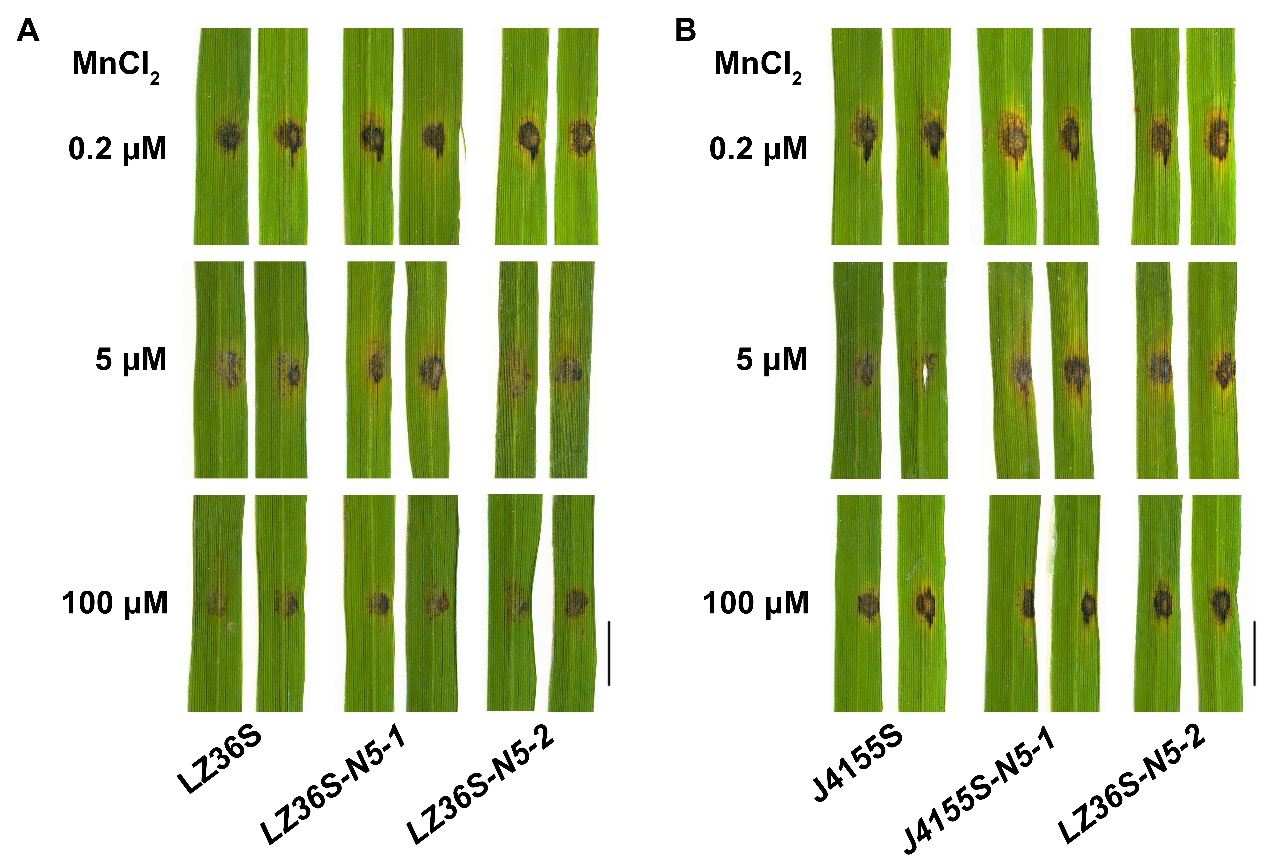 A
MnCl₂
0.2 µM
5 µM
100 µM
LZ36S
LZ36S-N5-1
LZ36S-N5-2
B
MnCl₂
0.2 µM
5 µM
100 µM
J4155S
J4155S-N5-1
LZ36S-N5-2